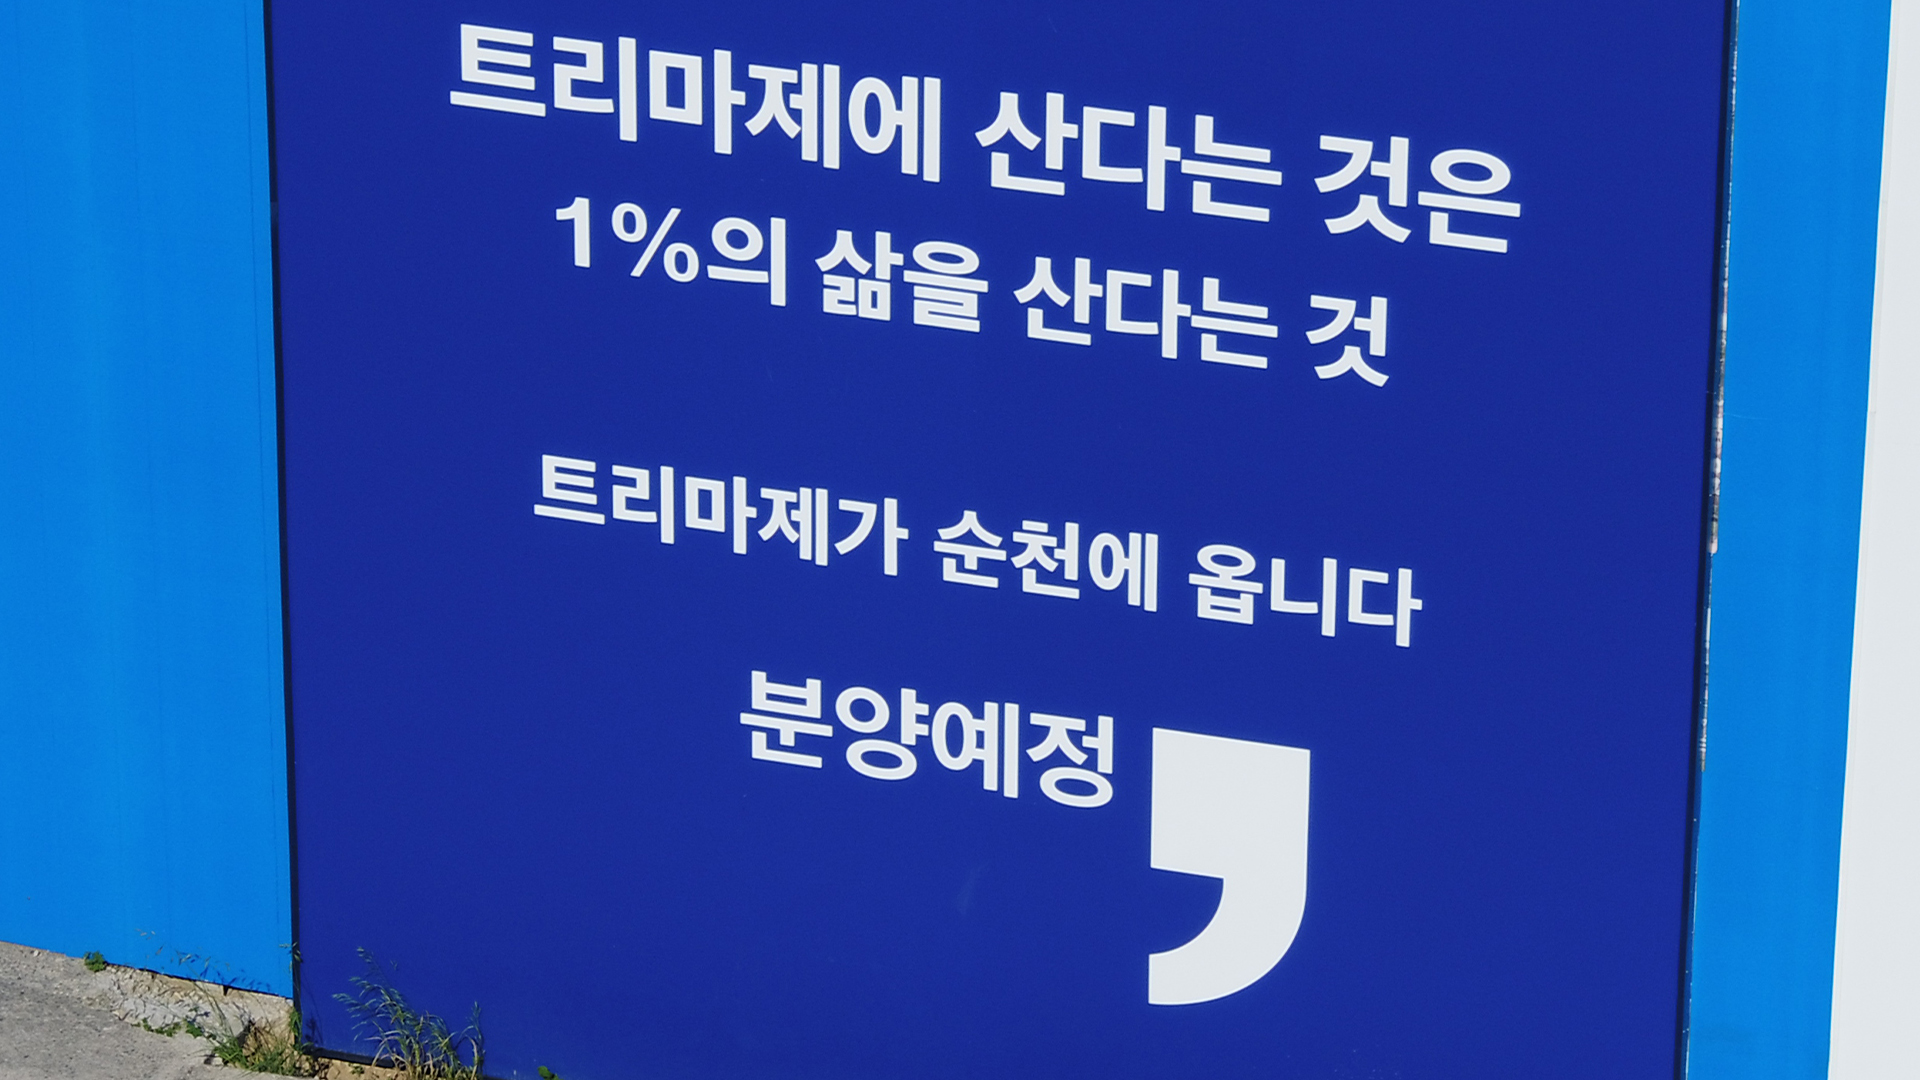 트리마제에 산다는 것은
1%의 삶을 산다는 것
트리마제가 순천에 옵니다
분양예정,